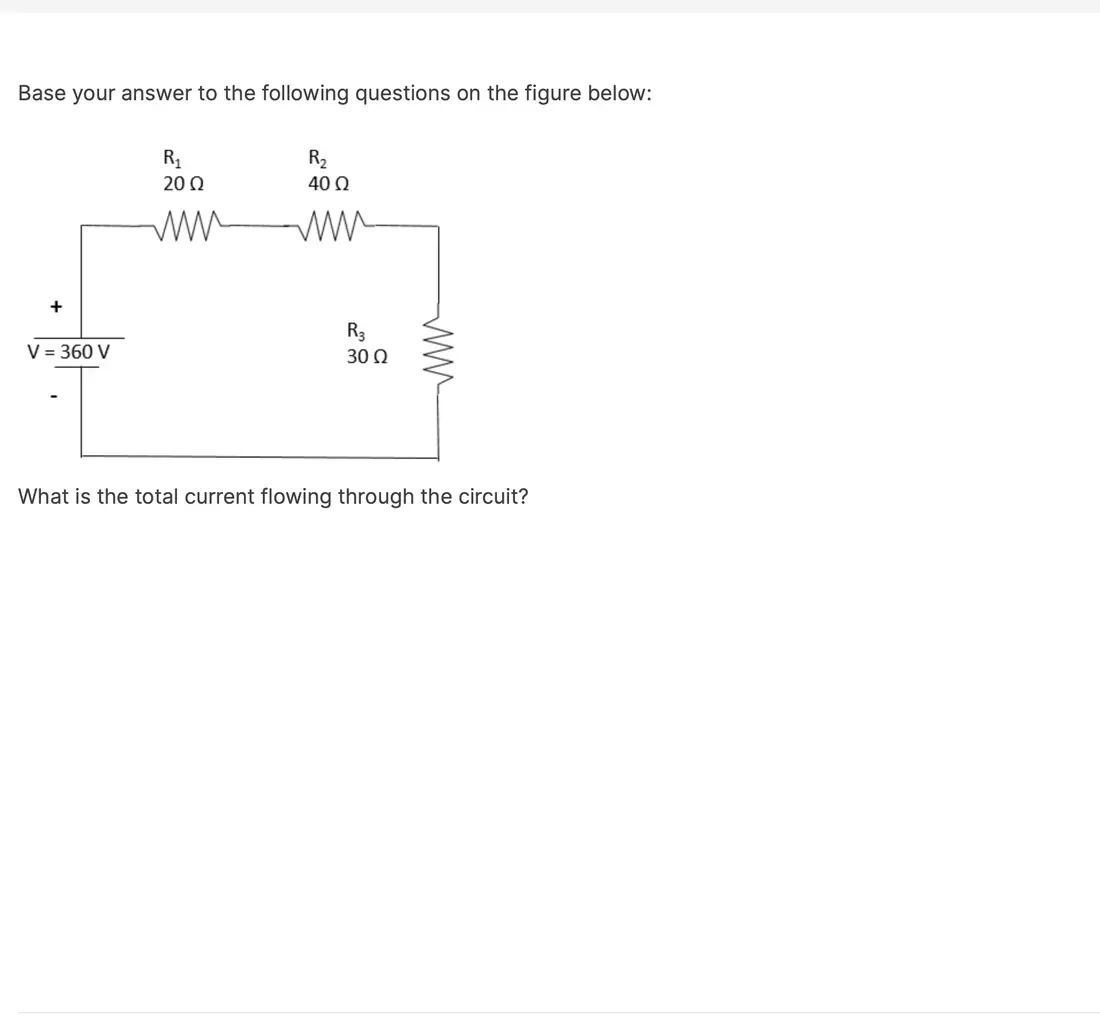 Base your answer to the following questions on the figure below:
R₁
20 Ω
R₂
40 Ω
+
V = 360 V
-
R₃
30 Ω
What is the total current flowing through the circuit?